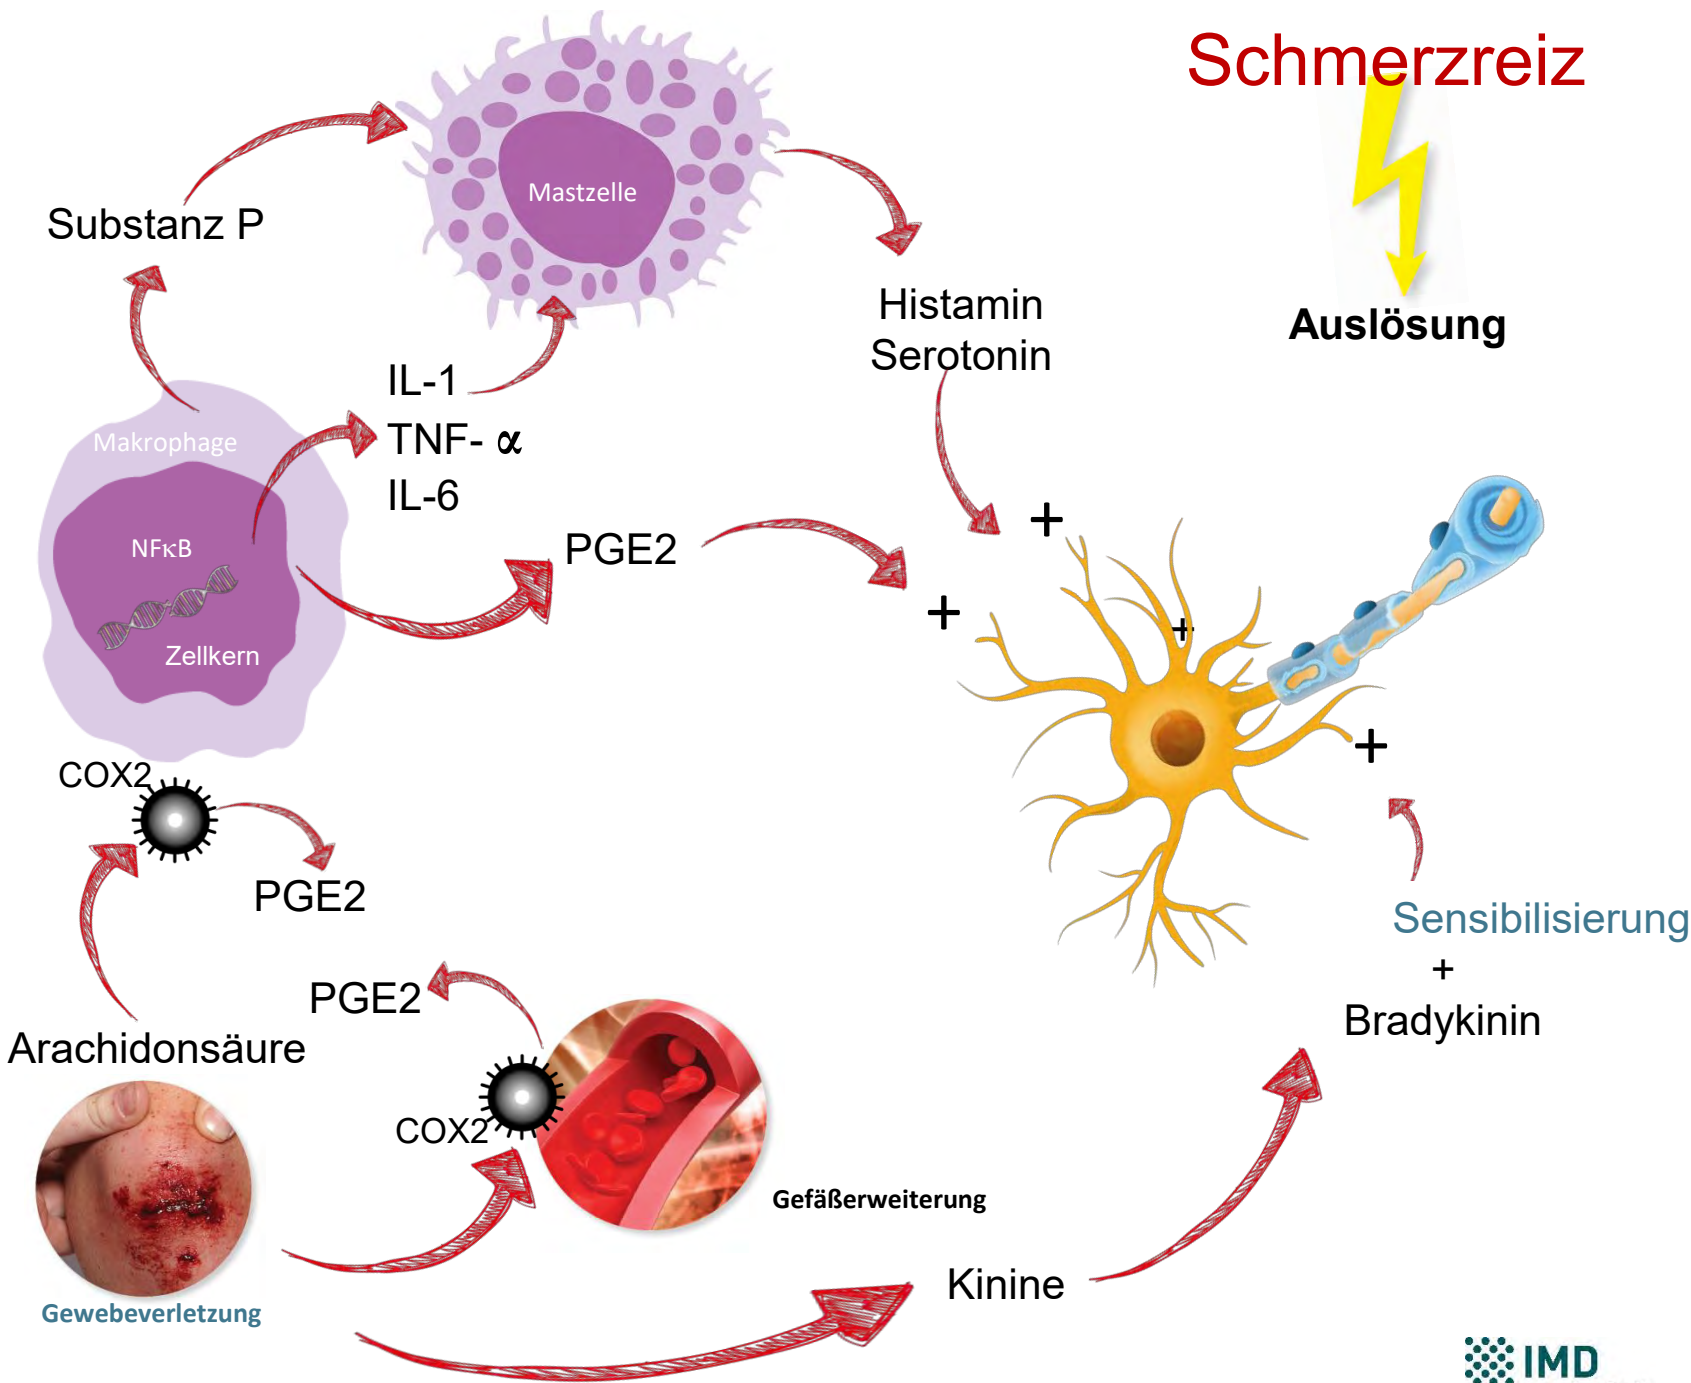 Schmerzreiz
Mastzelle
Substanz P
Histamin
Serotonin
Auslösung
IL-1
TNF- α
IL-6
Makrophage
NFκB
Zellkern
PGE2
+
+
+
+
COX2
PGE2
Sensibilisierung
+
Bradykinin
PGE2
Arachidonsäure
COX2
Gefäßerweiterung
Kinine
Gewebeverletzung
IMD